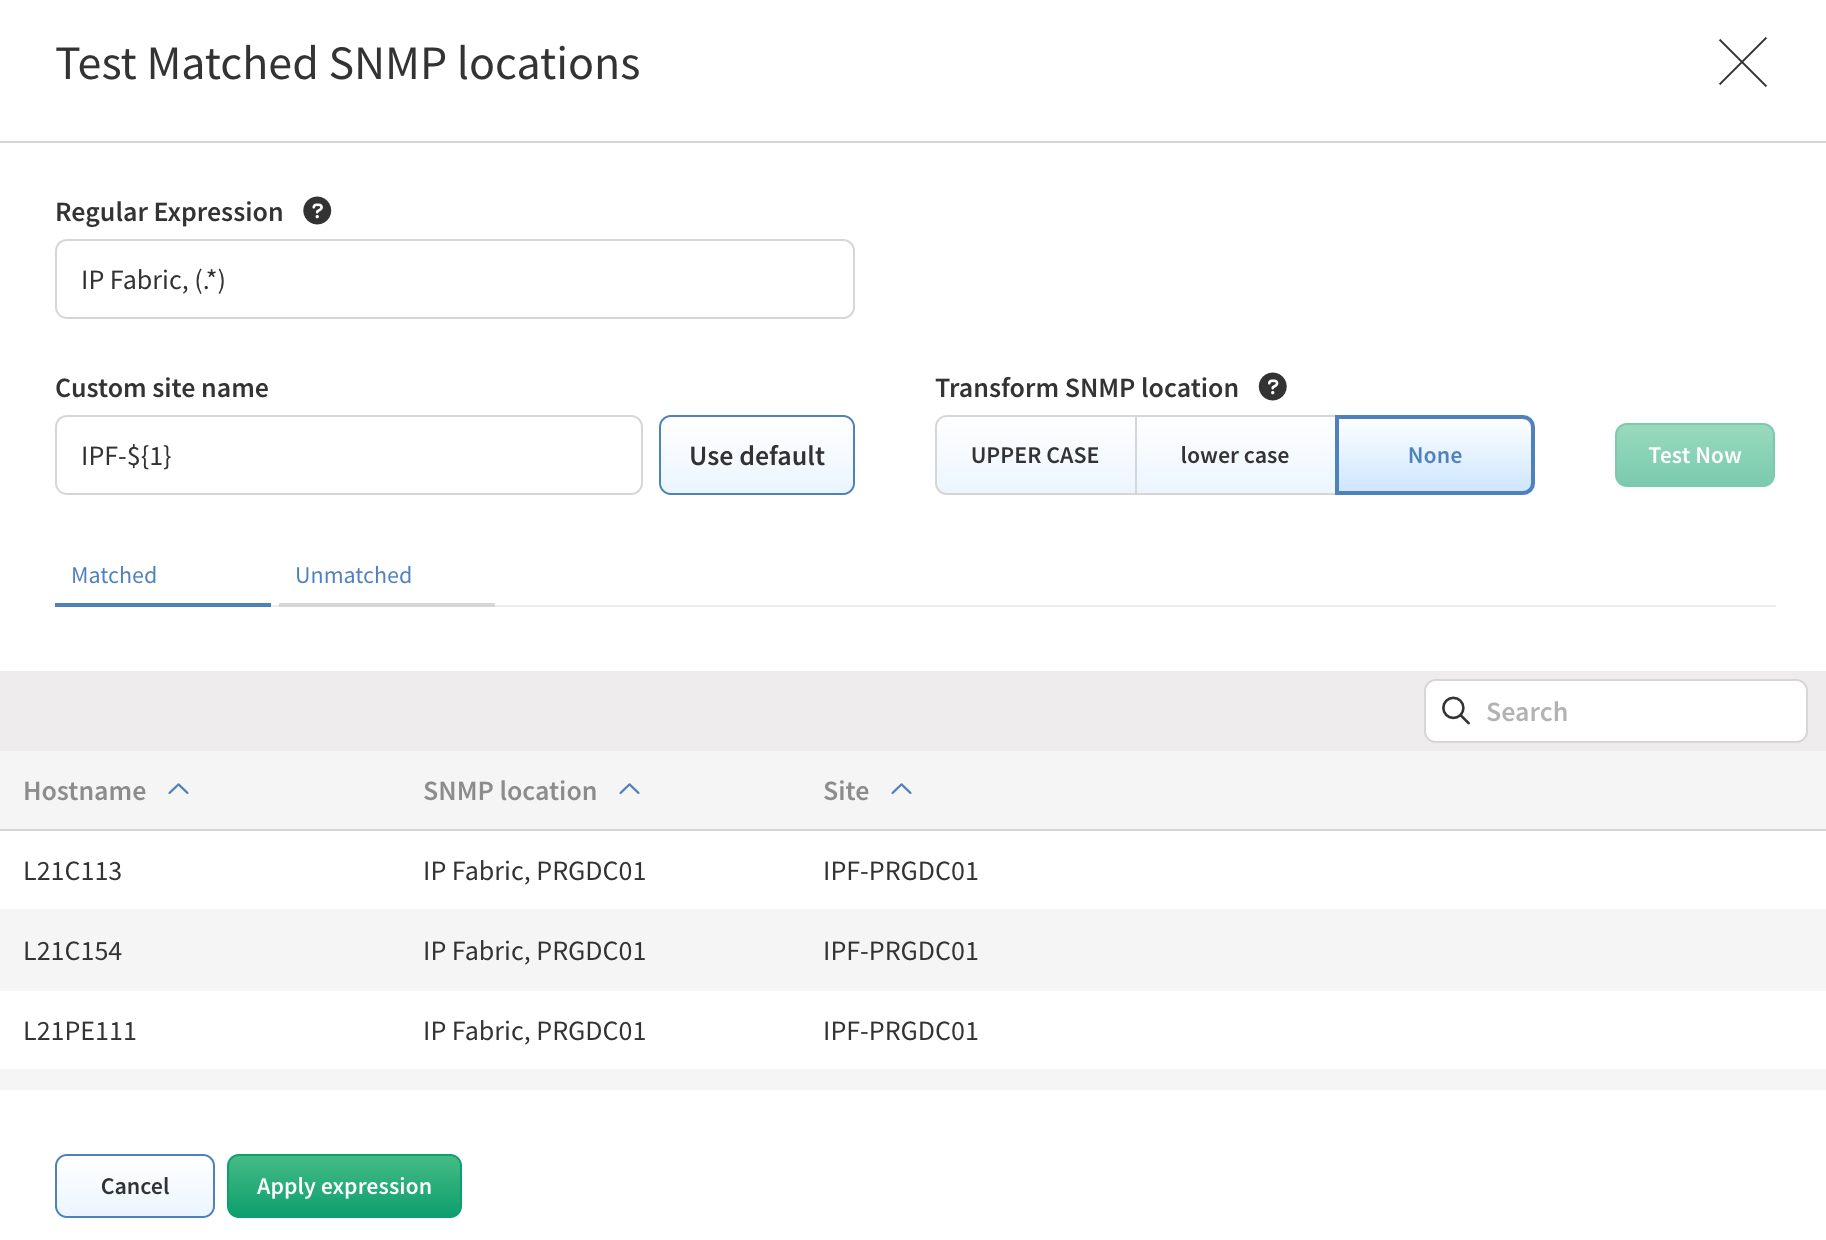 Test Matched SNMP locations
Regular Expression ?
IP Fabric, (.*)
Custom site name
Transform SNMP location ?
IPF-${1}
Use default
UPPER CASE
lower case
None
Test Now
Matched
Unmatched
Search
Hostname SNMP location Site
L21C113 IP Fabric, PRGDC01 IPF-PRGDC01
L21C154 IP Fabric, PRGDC01 IPF-PRGDC01
L21PE111 IP Fabric, PRGDC01 IPF-PRGDC01
Cancel
Apply expression